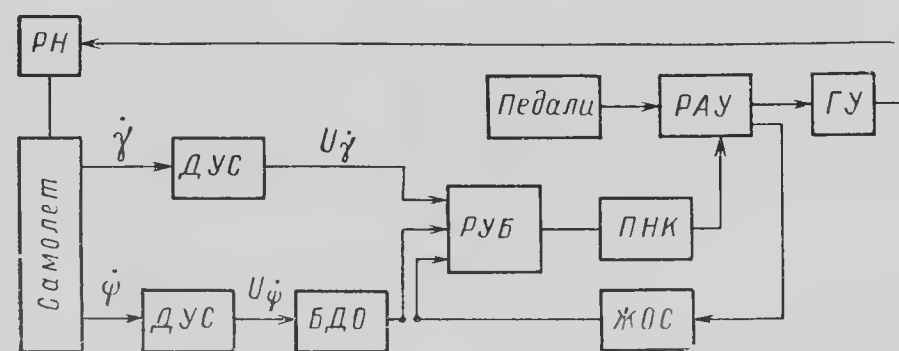 РН
Педали
РАУ
ГУ
γ̇
ДУС
Uγ̇
РУБ
ПНК
Самолет
ψ̇
ДУС
Uψ̇
БДО
ЖОС